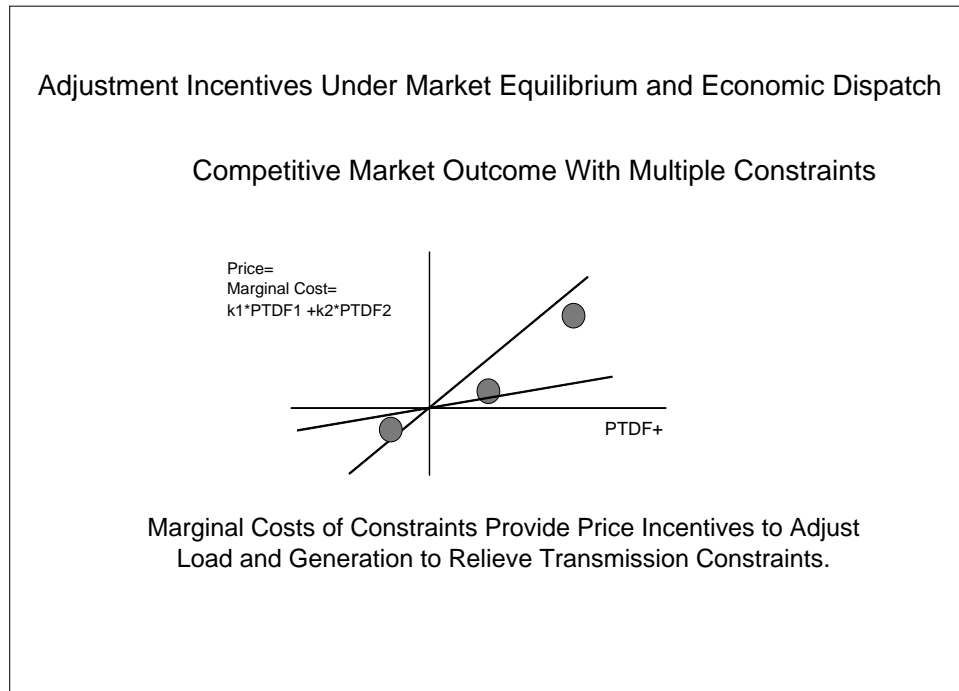 Adjustment Incentives Under Market Equilibrium and Economic Dispatch
Competitive Market Outcome With Multiple Constraints
Price=
Marginal Cost=
k1*PTDF1 +k2*PTDF2
PTDF+
Marginal Costs of Constraints Provide Price Incentives to Adjust
Load and Generation to Relieve Transmission Constraints.